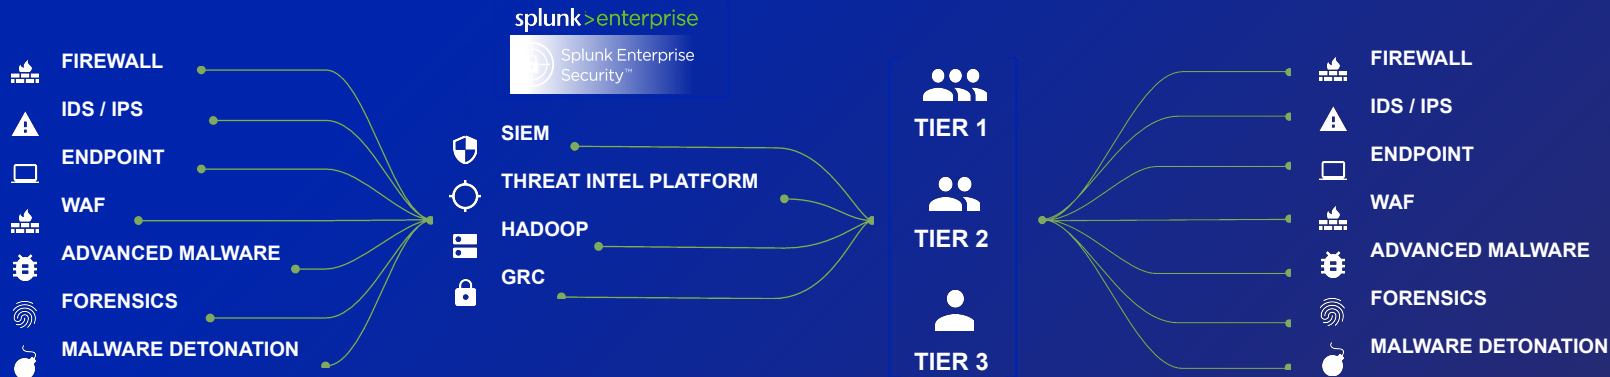 splunk>enterprise
Splunk Enterprise
Security™
FIREWALL
IDS / IPS
ENDPOINT
WAF
ADVANCED MALWARE
FORENSICS
MALWARE DETONATION
SIEM
THREAT INTEL PLATFORM
HADOOP
GRC
TIER 1
TIER 2
TIER 3
FIREWALL
IDS / IPS
ENDPOINT
WAF
ADVANCED MALWARE
FORENSICS
MALWARE DETONATION